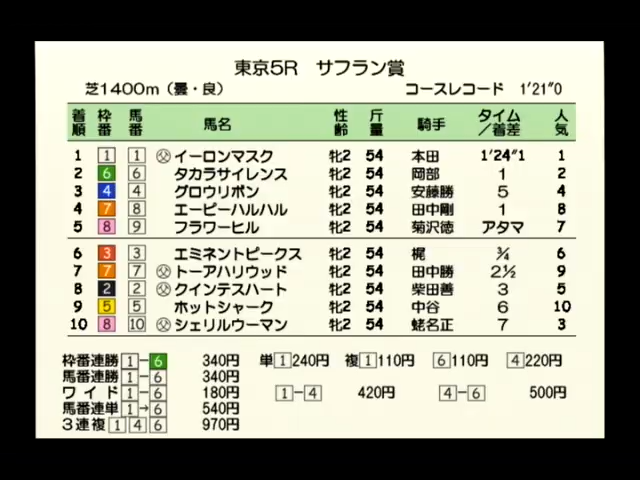 東京5R サフラン賞
芝1400m（曇・良） コースレコード 1'21"0
着順 枠番 馬番 馬名 性齢 斤量 騎手 タイム/着差 人気
1 1 1 父 イーロンマスク 牝2 54 本田 1'24"1 1
2 6 6 タカラサイレンス 牝2 54 岡部 1 2
3 4 4 グロウリボン 牝2 54 安藤勝 5 4
4 7 8 エーピーハルハル 牝2 54 田中剛 1 8
5 8 9 フラワーヒル 牝2 54 菊沢徳 アタマ 7
6 3 3 エミネントピークス 牝2 54 梶 ¾ 6
7 7 7 父 トーアハリウッド 牝2 54 田中勝 2½ 9
8 2 2 父 クインテスハート 牝2 54 柴田善 3 5
9 5 5 ホットシャーク 牝2 54 中谷 6 10
10 8 10 父 シェリルウーマン 牝2 54 蛯名正 7 3
枠番連勝 1－6 340円 単 1 240円 複 1 110円 6 110円 4 220円
馬番連勝 1－6 340円
ワイド 1－6 180円 1－4 420円 4－6 500円
馬番連単 1→6 540円
3連複 1 4 6 970円